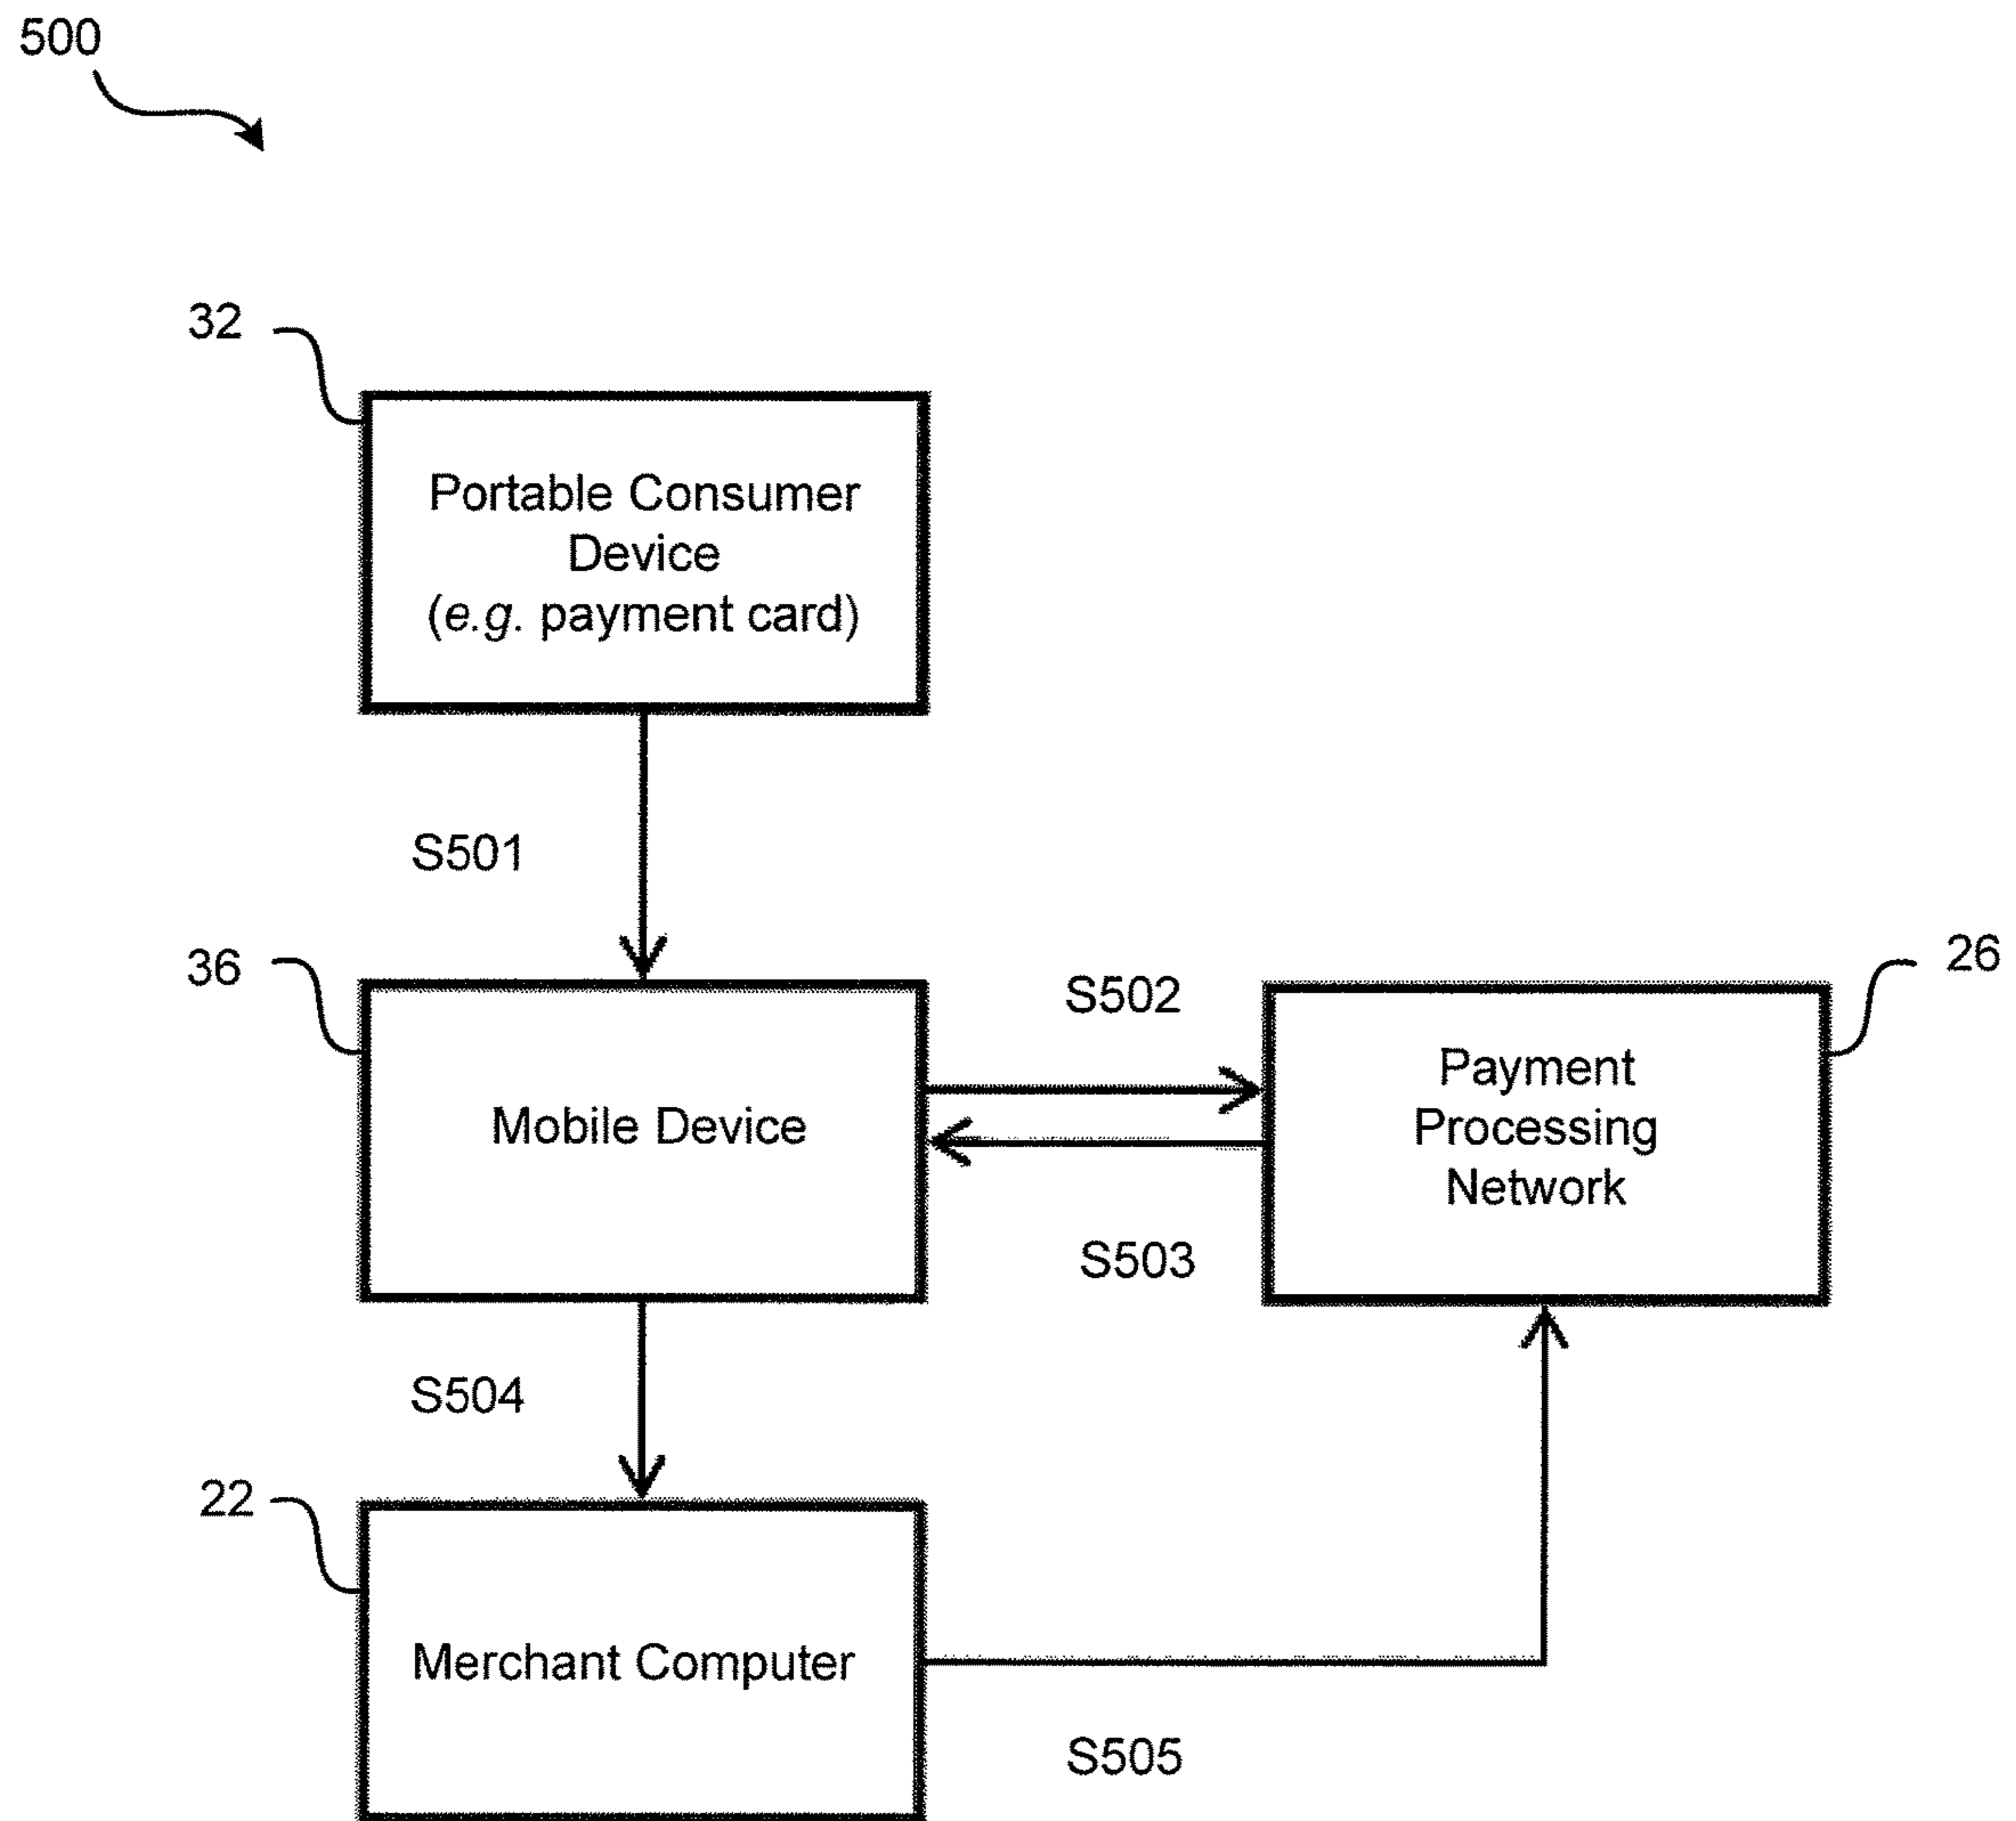 500
32
Portable Consumer
Device
(e.g. payment card)
S501
36
26
S502
Payment
Processing
Network
Mobile Device
S503
S504
22
Merchant Computer
S505